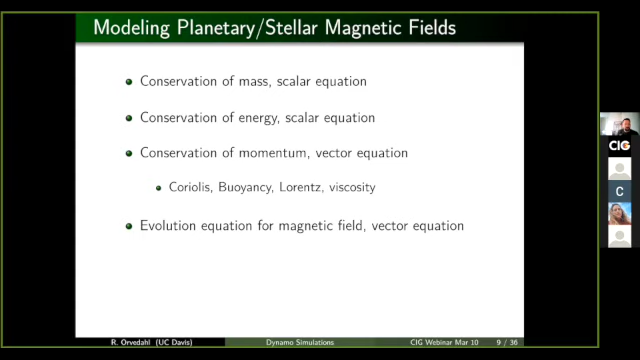 Modeling Planetary/Stellar Magnetic Fields
Conservation of mass, scalar equation
Conservation of energy, scalar equation
Conservation of momentum, vector equation
Coriolis, Buoyancy, Lorentz, viscosity
Evolution equation for magnetic field, vector equation
R. Orvedahl (UC Davis) Dynamo Simulations CIG Webinar Mar 10 9 / 36
CIG
C